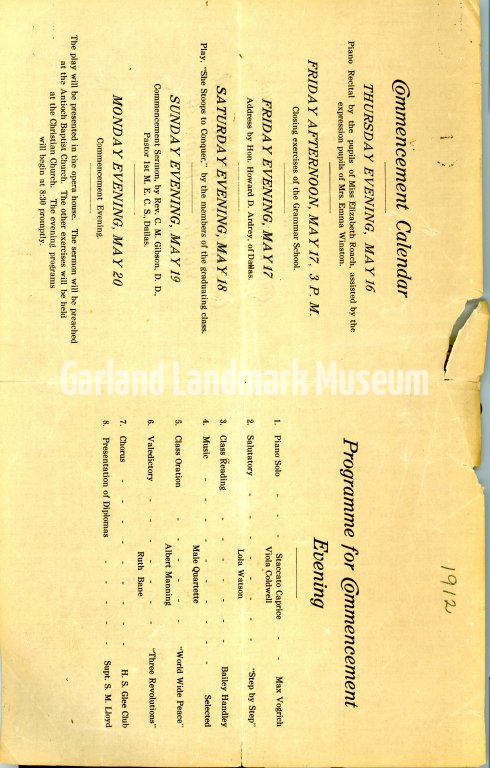 Commencement Calendar
THURSDAY EVENING, MAY 16
Piano Recital by the pupils of Miss Elizabeth Roach, assisted by the
expression pupils of Mrs. Emma Winston.
FRIDAY AFTERNOON, MAY 17, 3 P. M.
Closing exercises of the Grammar School.
FRIDAY EVENING, MAY 17
Address by Hon. Howard D. Ardrey, of Dallas.
SATURDAY EVENING, MAY 18
Play, "She Stoops to Conquer," by the members of the graduating class.
SUNDAY EVENING, MAY 19
Commencement Sermon, by Rev. C. M. Gibson, D. D.,
Pastor 1st M. E. C. S., Dallas.
MONDAY EVENING, MAY 20
Commencement Evening.
The play will be presented in the opera house. The sermon will be preached
at the Antioch Baptist Church. The other exercises will be held
at the Christian Church. The evening programs
will begin at 8:30 promptly.
1912
Programme for Commencement
Evening
1. Piano Solo - - Staccato Caprice - - Max Vogrich
Viola Coldwell
2. Salutatory - - - - - - "Step by Step"
Lola Watson
3. Class Reading - - - - - - Bailey Handley
4. Music - - - - - - - Selected
Male Quartette
5. Class Oration - - - - - "World Wide Peace"
Albert Manning
6. Valedictory - - - - - "Three Revolutions"
Ruth Bane
7. Chorus - - - - - - - H. S. Glee Club
8. Presentation of Diplomas - - - - Supt. S. M. Lloyd
Garland Landmark Museum